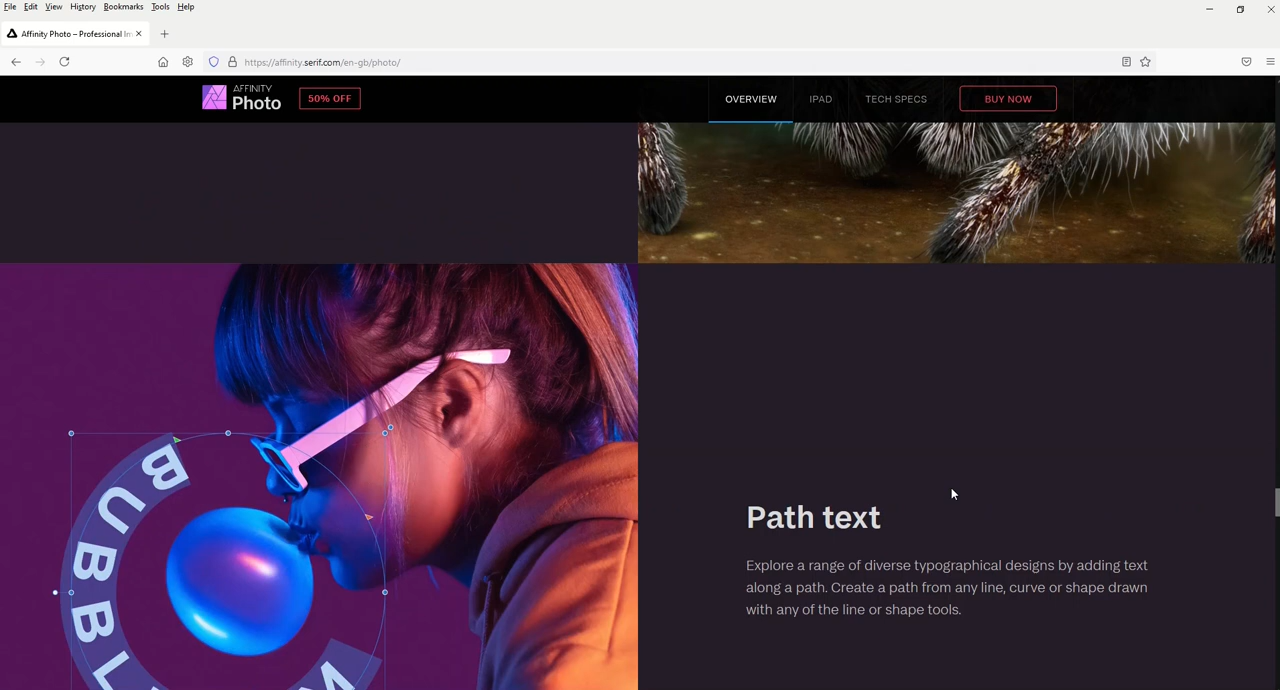 File Edit View History Bookmarks Tools Help
Affinity Photo – Professional Im
https://affinity.serif.com/en-gb/photo/
AFFINITY
Photo
50% OFF
OVERVIEW
IPAD
TECH SPECS
BUY NOW
BUBBL
Path text
Explore a range of diverse typographical designs by adding text
along a path. Create a path from any line, curve or shape drawn
with any of the line or shape tools.